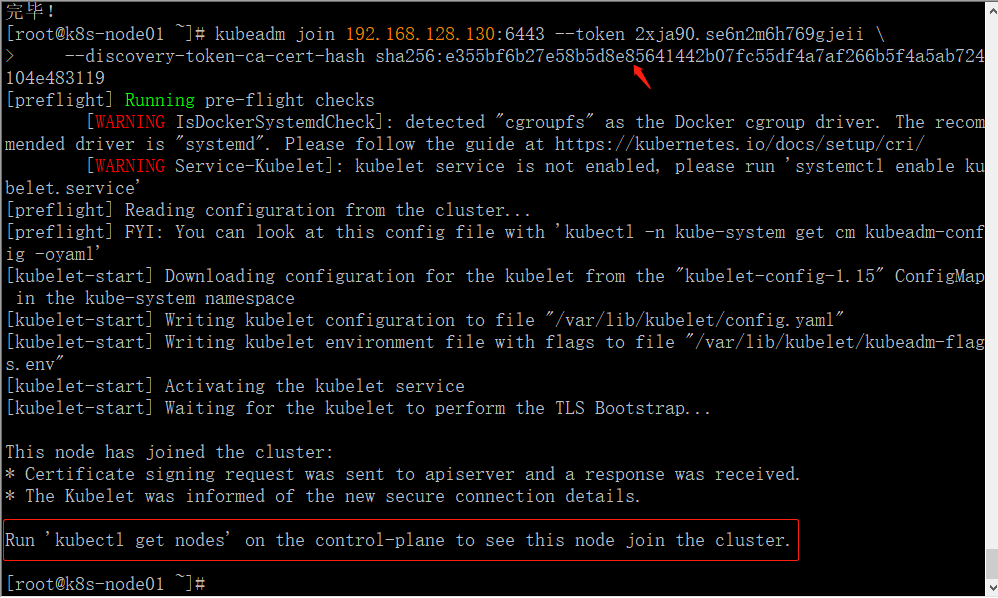 完毕！
[root@k8s-node01 ~]# kubeadm join 192.168.128.130:6443 --token 2xja90.se6n2m6h769gjeii \
>     --discovery-token-ca-cert-hash sha256:e355bf6b27e58b5d8e85641442b07fc55df4a7af266b5f4a5ab724
104e483119
[preflight] Running pre-flight checks
        [WARNING IsDockerSystemdCheck]: detected "cgroupfs" as the Docker cgroup driver. The recom
mended driver is "systemd". Please follow the guide at https://kubernetes.io/docs/setup/cri/
        [WARNING Service-Kubelet]: kubelet service is not enabled, please run 'systemctl enable ku
belet.service'
[preflight] Reading configuration from the cluster...
[preflight] FYI: You can look at this config file with 'kubectl -n kube-system get cm kubeadm-conf
ig -oyaml'
[kubelet-start] Downloading configuration for the kubelet from the "kubelet-config-1.15" ConfigMap
 in the kube-system namespace
[kubelet-start] Writing kubelet configuration to file "/var/lib/kubelet/config.yaml"
[kubelet-start] Writing kubelet environment file with flags to file "/var/lib/kubelet/kubeadm-flag
s.env"
[kubelet-start] Activating the kubelet service
[kubelet-start] Waiting for the kubelet to perform the TLS Bootstrap...
This node has joined the cluster:
* Certificate signing request was sent to apiserver and a response was received.
* The Kubelet was informed of the new secure connection details.
Run 'kubectl get nodes' on the control-plane to see this node join the cluster.
[root@k8s-node01 ~]#